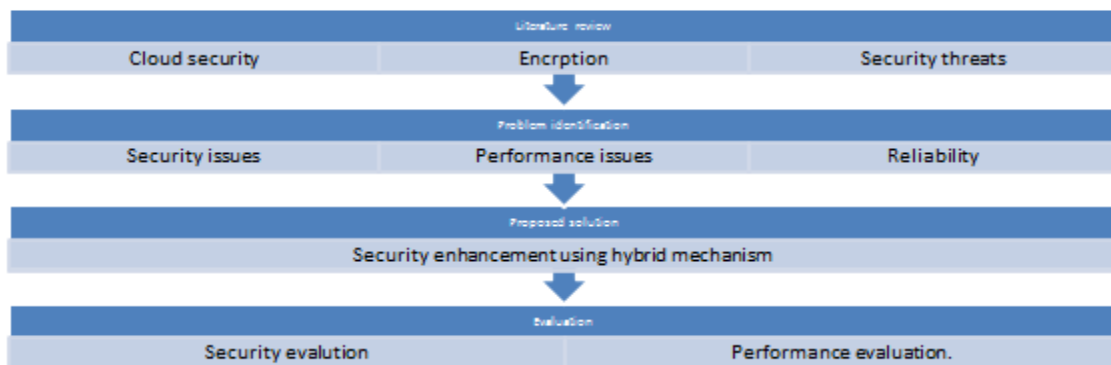 Literature review
Cloud security Encrption Security threats
Problem identification
Security issues Performance issues Reliability
Proposed solution
Security enhancement using hybrid mechanism
Evaluation
Security evalution Performance evaluation.